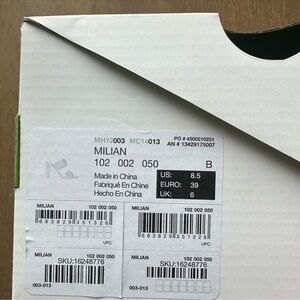 MH13003 MC14013
PO # 4500210251
AN # 13429175007
MILIAN
102 002 050 B
Made in China
Fabriqué En Chine
Hecho En China
US: 8.5
EURO: 39
UK: 6
MILIAN 102 002 050
UPC
MILIAN 102 002 050
UPC
MILIAN 102 002 050
SKU:16248776
003-013
MILIAN 102 002 050
SKU:16248776
003-013